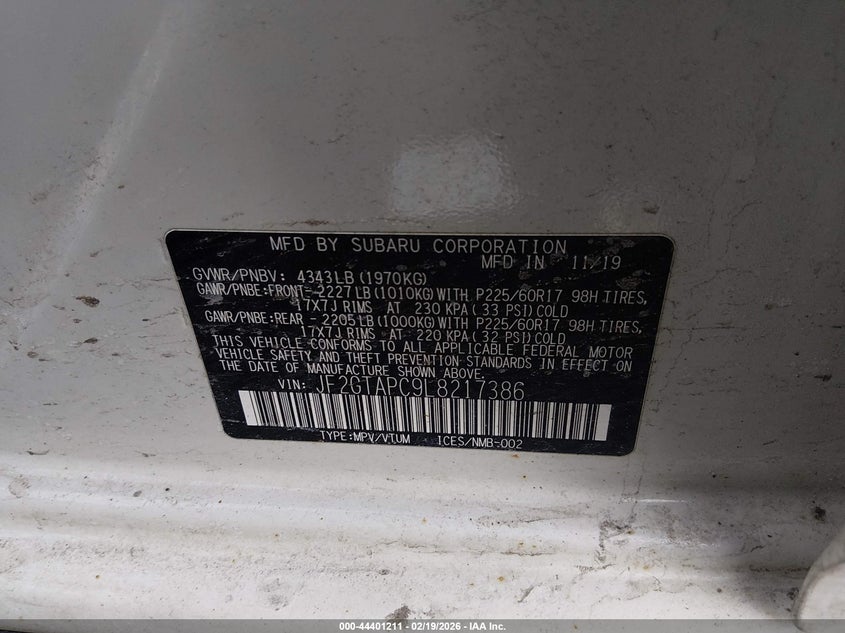 MFD BY SUBARU CORPORATION
MFD IN 11/19
GVWR/PNBV: 4343LB(1970KG)
GAWR/PNBE:FRONT-2227LB(1010KG)WITH P225/60R17 98H TIRES,
17X7J RIMS AT 230 KPA(33 PSI)COLD
GAWR/PNBE:REAR - 2205LB(1000KG)WITH P225/60R17 98H TIRES,
17X7J RIMS AT 220 KPA(32 PSI)COLD
THIS VEHICLE CONFORMS TO ALL APPLICABLE FEDERAL MOTOR
VEHICLE SAFETY AND THEFT PREVENTION STANDARDS IN EFFECT ON
THE DATE OF MANUFACTURE SHOWN ABOVE.
VIN: JF2GTAPC9L8217386
TYPE:MPV/VTUM ICES/NMB-002
000-44401211 - 02/19/2026 - IAA Inc.